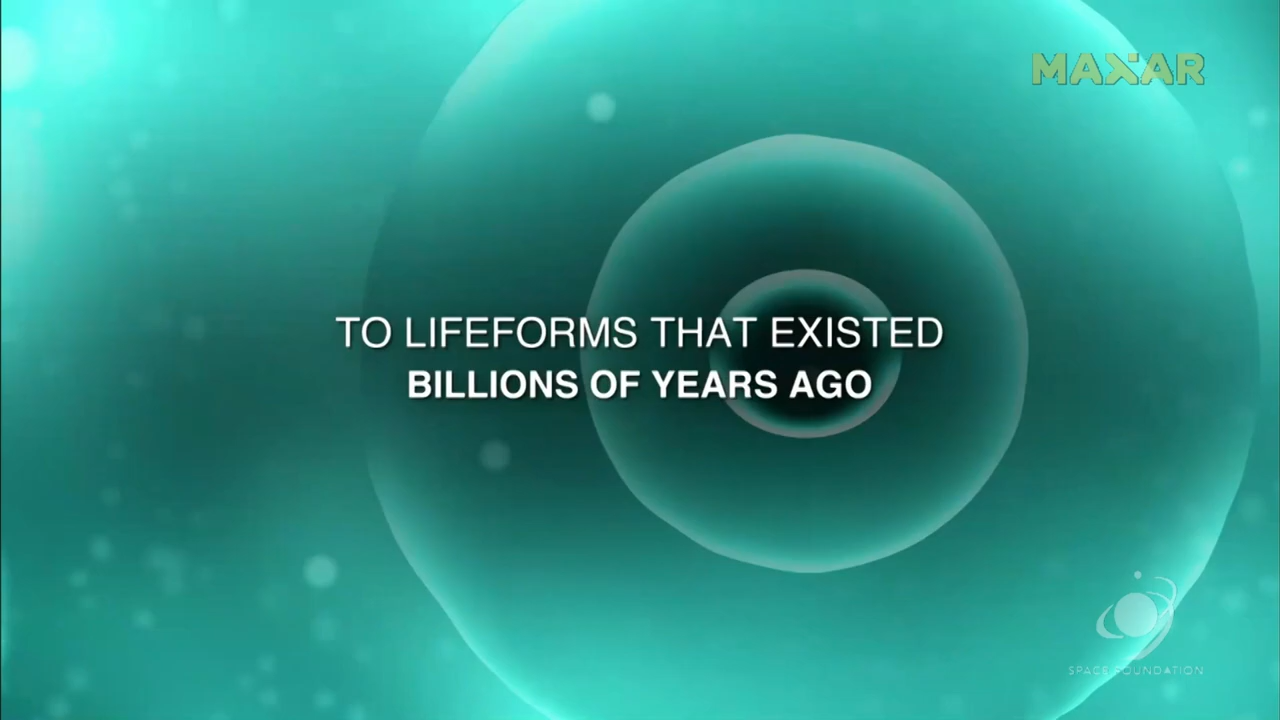 MAXAR
TO LIFEFORMS THAT EXISTED
BILLIONS OF YEARS AGO
SPACE FOUNDATION